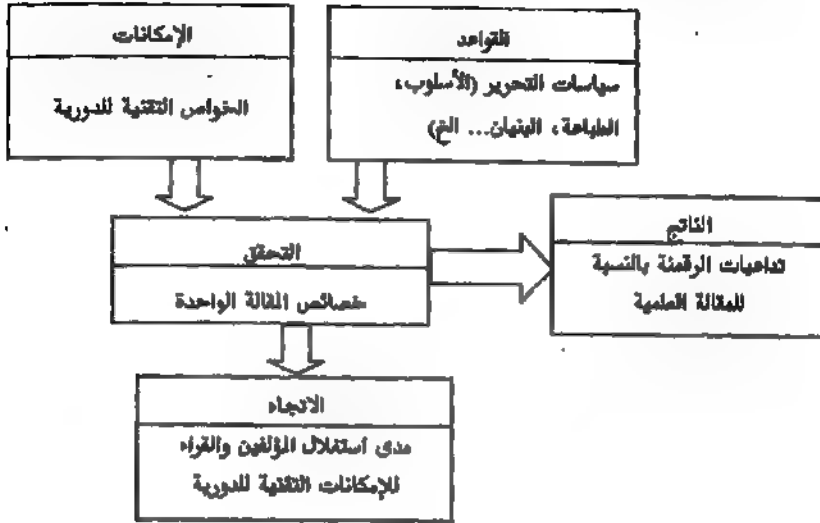 القواعد
سياسات التحرير (الأسلوب،
الطباعة، البنيان... الخ)
الإمكانات
الخواص التقنية للدورية
التحقق
خصائص المقالة الواحدة
الناتج
تداعيات الرقمنة بالنسبة
للمقالة العلمية
الاتجاه
مدى استغلال المؤلفين والقراء
للإمكانات التقنية للدورية